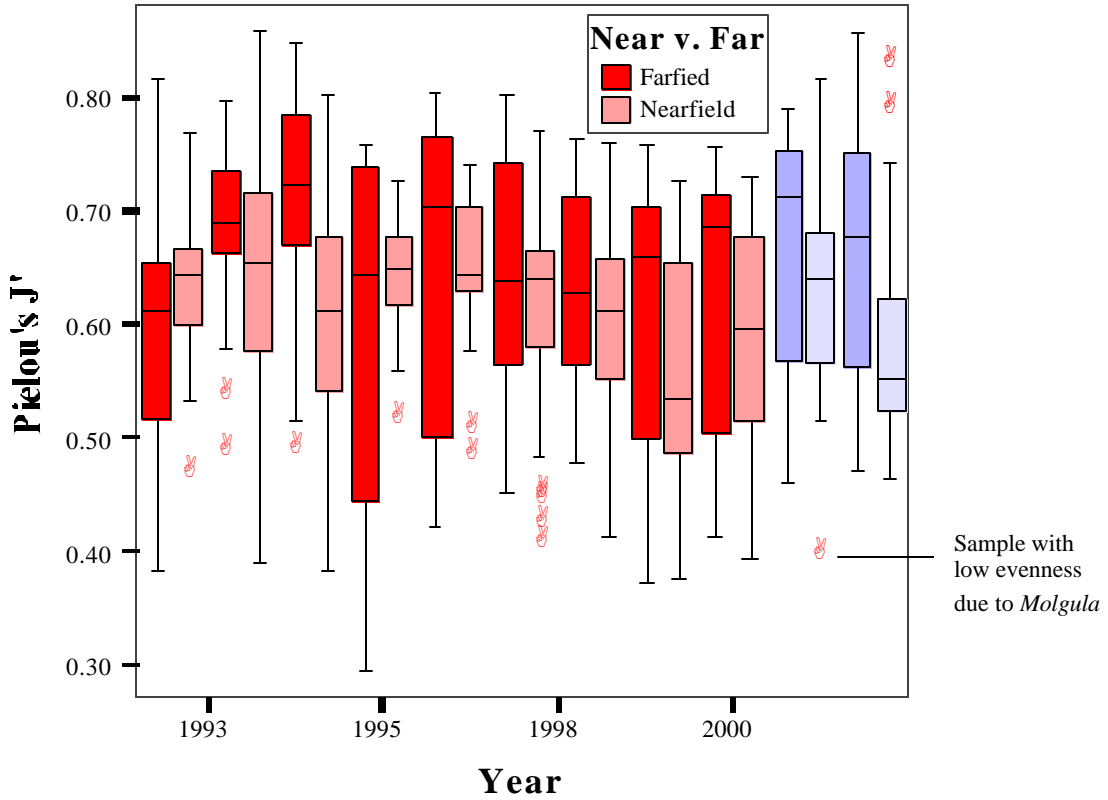 Near v. Far
Farfied
Nearfield
Pielou's J'
0.80
0.70
0.60
0.50
0.40
0.30
Sample with
low evenness
due to Molgula
1993
1995
1998
2000
Year